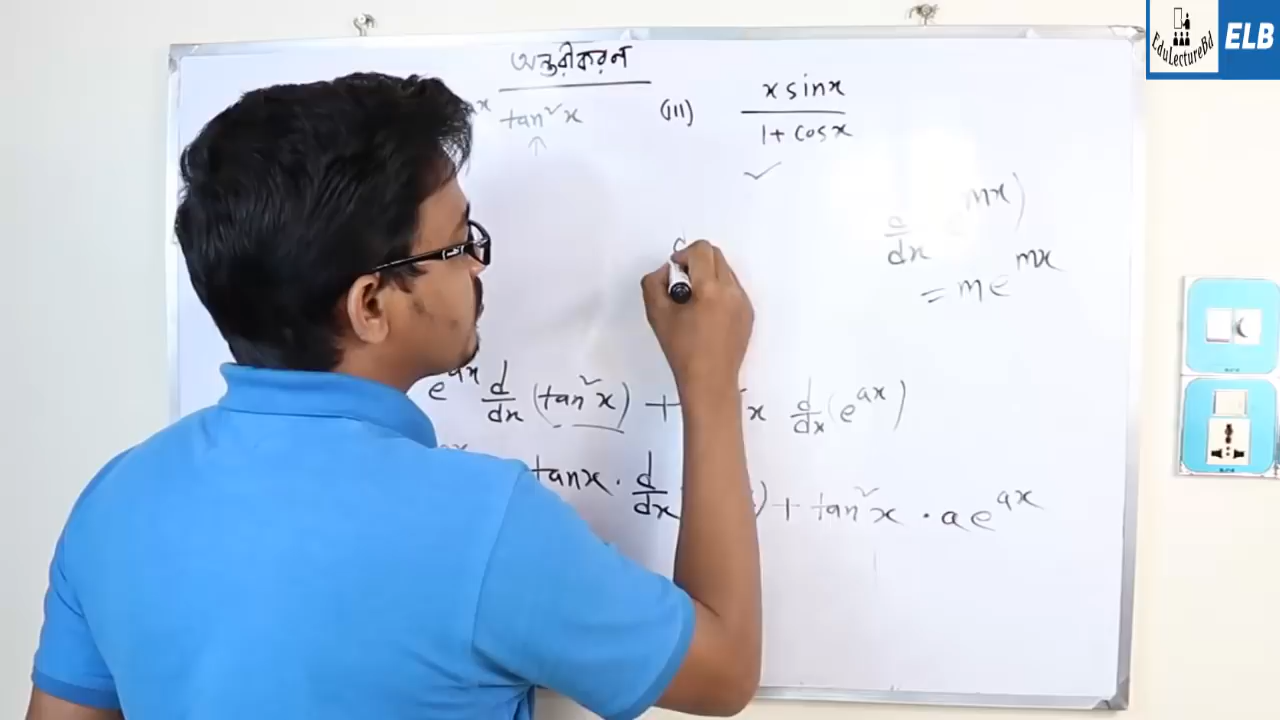 অন্তরীকরণ
tan²x
(iii) x sinx / 1 + cosx
d/dx e^mx)
= me^mx
e^ax d/dx (tan²x) + x d/dx (e^ax)
tanx · d/dx ) + tan²x · ae^ax
EduLectureBd
ELB